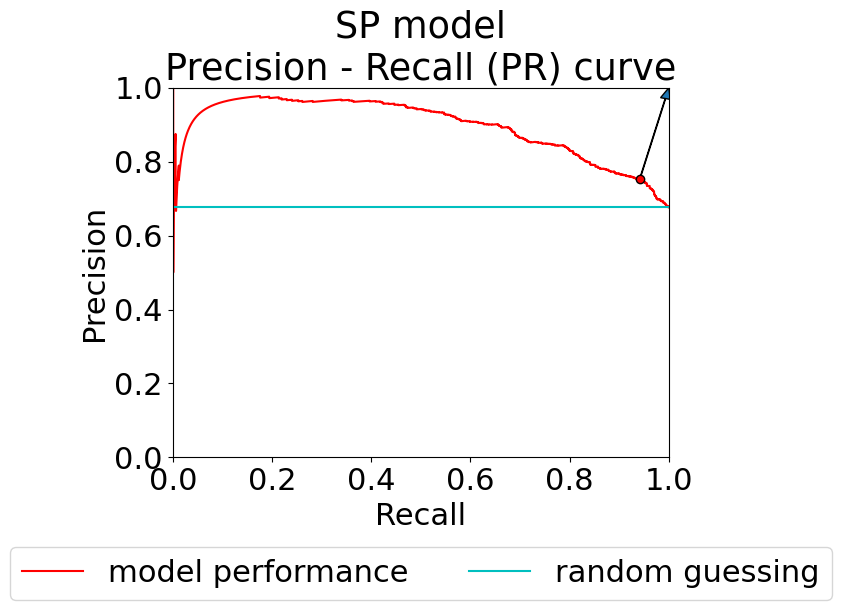 SP model
Precision - Recall (PR) curve
1.0
0.8
0.6
0.4
0.2
0.0
Precision
0.0 0.2 0.4 0.6 0.8 1.0
Recall
model performance random guessing